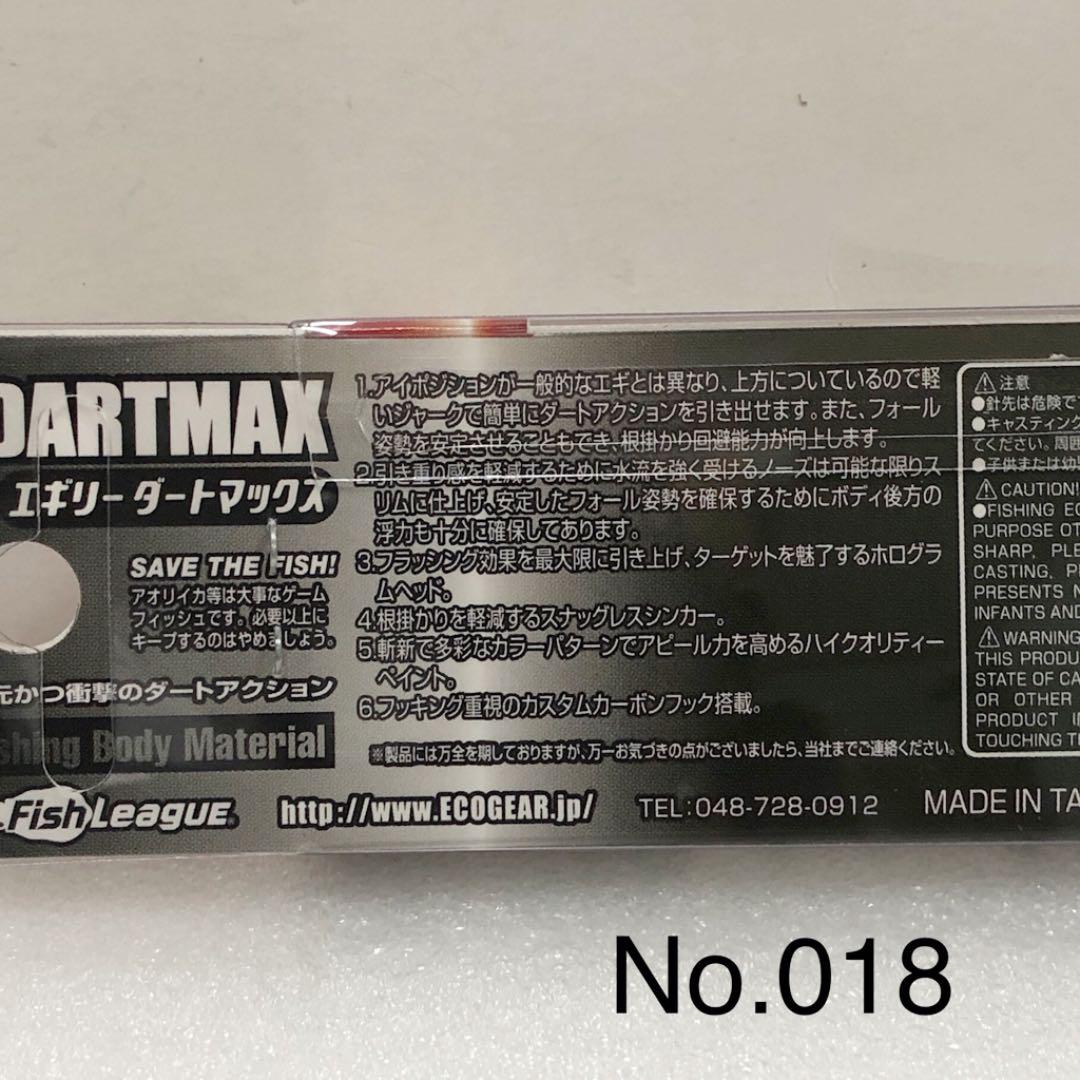 DARTMAX
エギリーダートマックス
SAVE THE FISH!
アオリイカ等は大事なゲーム
フィッシュです。必要以上に
キープするのはやめましょう。
元かつ衝撃のダートアクション
shing Body Material
FishLeague
1.アイポジションが一般的なエギとは異なり、上方についているので軽
いジャークで簡単にダートアクションを引き出せます。また、フォール
姿勢を安定させることもでき、根掛かり回避能力が向上します。
2.引き重り感を軽減するために水流を強く受けるノーズは可能な限りス
リムに仕上げ、安定したフォール姿勢を確保するためにボディ後方の
浮力も十分に確保してあります。
3.フラッシング効果を最大限に引き上げ、ターゲットを魅了するホログラ
ムヘッド。
4.根掛かりを軽減するスナッグレスシンカー。
5.斬新で多彩なカラーパターンでアピール力を高めるハイクオリティー
ペイント。
6.フッキング重視のカスタムカーボンフック搭載。
※製品には万全を期しておりますが、万一お気づきの点がございましたら、当社までご連絡ください。
http://www.ECOGEAR.jp/
TEL:048-728-0912
MADE IN TA
⚠注意
●針先は危険で
●キャスティング
てください。周囲
●子供または幼
⚠CAUTION!
●FISHING EQ
PURPOSE OT
SHARP, PLE
CASTING, P
PRESENTS N
INFANTS AND
⚠WARNING
THIS PRODU
STATE OF CA
OR OTHER
PRODUCT I
TOUCHING TH
No.018